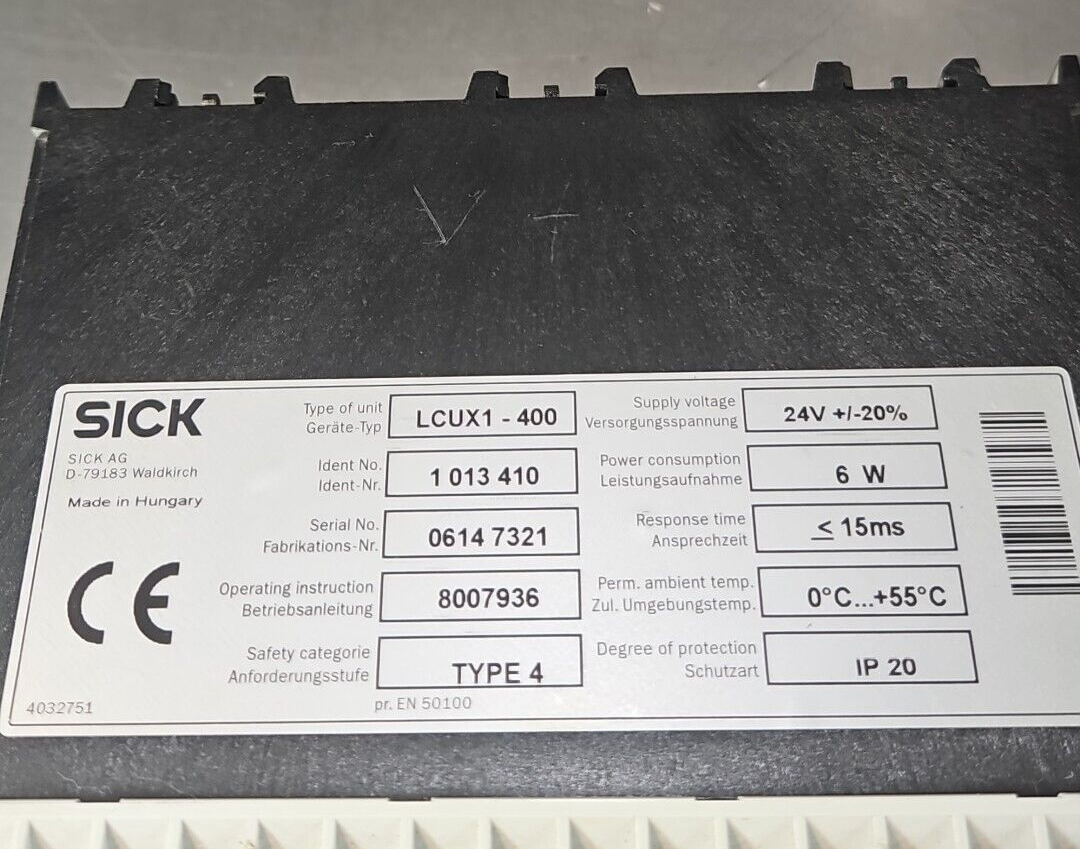 V T
SICK
SICK AG
D-79183 Waldkirch
Made in Hungary
CE
4032751
Type of unit
Geräte-Typ
LCUX1 - 400
Ident No.
Ident-Nr.
1 013 410
Serial No.
Fabrikations-Nr.
0614 7321
Operating instruction
Betriebsanleitung
8007936
Safety categorie
Anforderungsstufe
TYPE 4
pr. EN 50100
Supply voltage
Versorgungsspannung
24V +/-20%
Power consumption
Leistungsaufnahme
6 W
Response time
Ansprechzeit
≤ 15ms
Perm. ambient temp.
Zul. Umgebungstemp.
0°C...+55°C
Degree of protection
Schutzart
IP 20